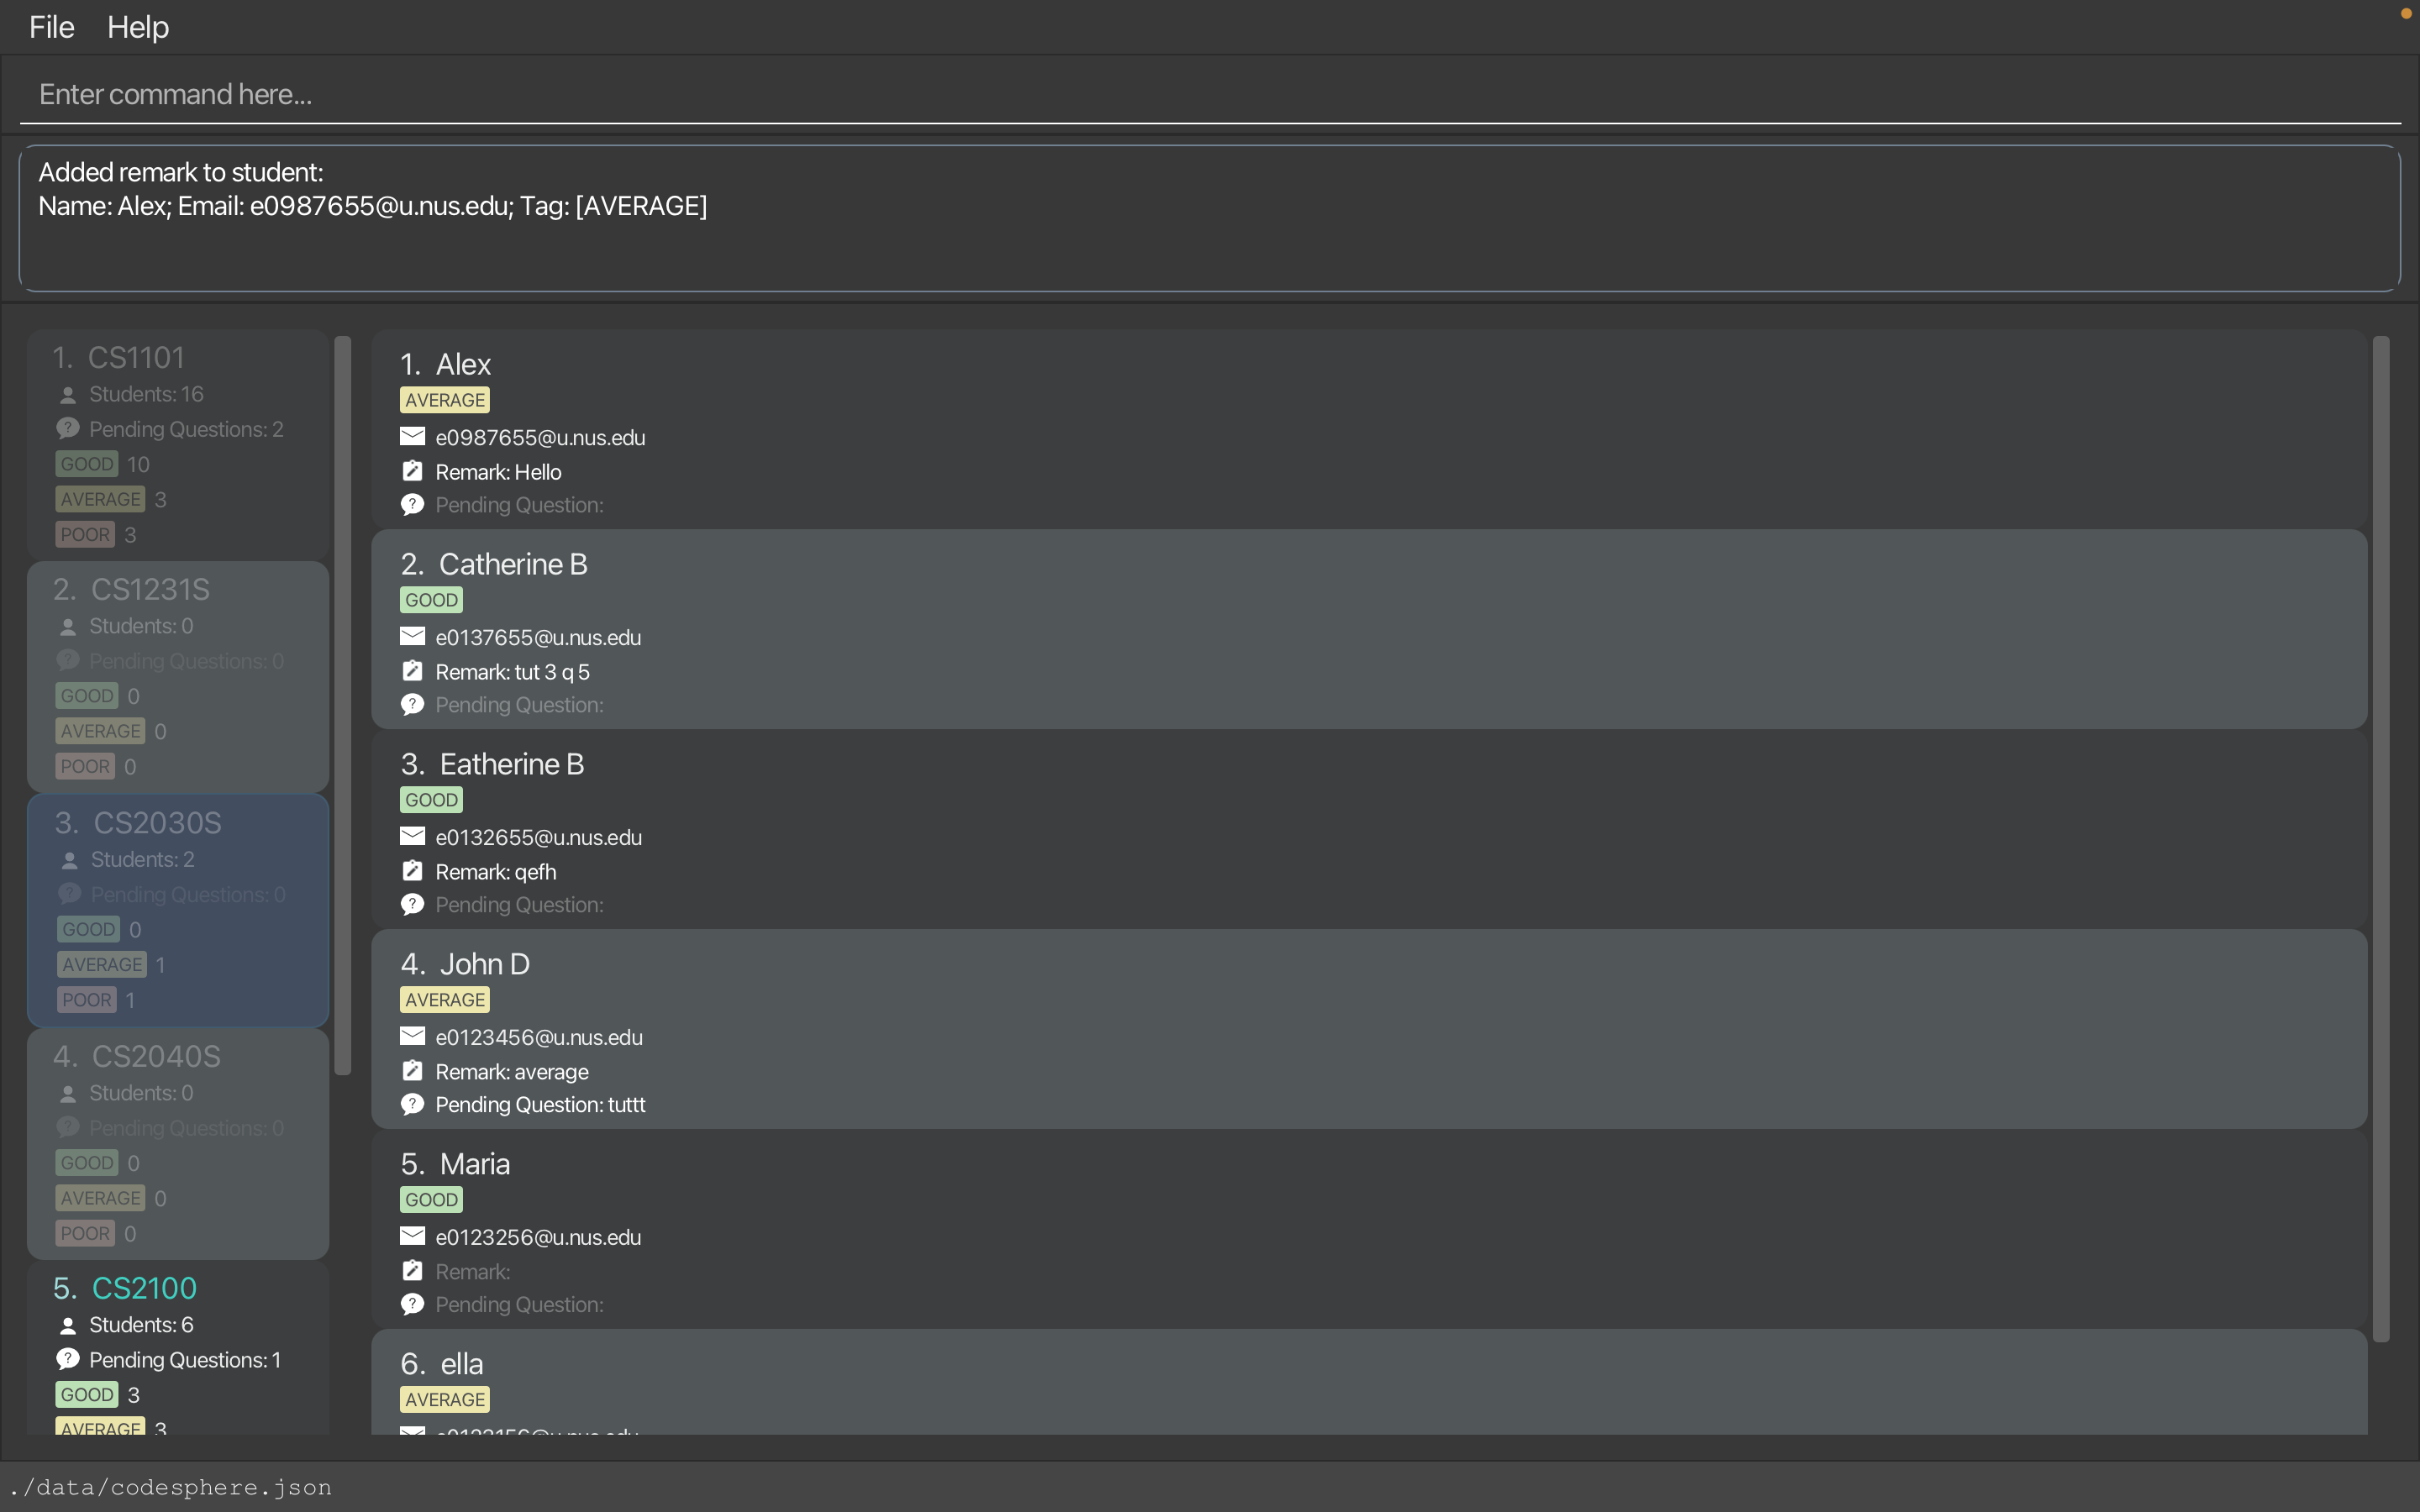 File Help
Enter command here...
Added remark to student:
Name: Alex; Email: e0987655@u.nus.edu; Tag: [AVERAGE]
1. CS1101
Students: 16
Pending Questions: 2
GOOD 10
AVERAGE 3
POOR 3
2. CS1231S
Students: 0
Pending Questions: 0
GOOD 0
AVERAGE 0
POOR 0
3. CS2030S
Students: 2
Pending Questions: 0
GOOD 0
AVERAGE 1
POOR 1
4. CS2040S
Students: 0
Pending Questions: 0
GOOD 0
AVERAGE 0
POOR 0
5. CS2100
Students: 6
Pending Questions: 1
GOOD 3
AVERAGE 3
1. Alex
AVERAGE
e0987655@u.nus.edu
Remark: Hello
Pending Question:
2. Catherine B
GOOD
e0137655@u.nus.edu
Remark: tut 3 q 5
Pending Question:
3. Eatherine B
GOOD
e0132655@u.nus.edu
Remark: qefh
Pending Question:
4. John D
AVERAGE
e0123456@u.nus.edu
Remark: average
Pending Question: tuttt
5. Maria
GOOD
e0123256@u.nus.edu
Remark:
Pending Question:
6. ella
AVERAGE
./data/codesphere.json